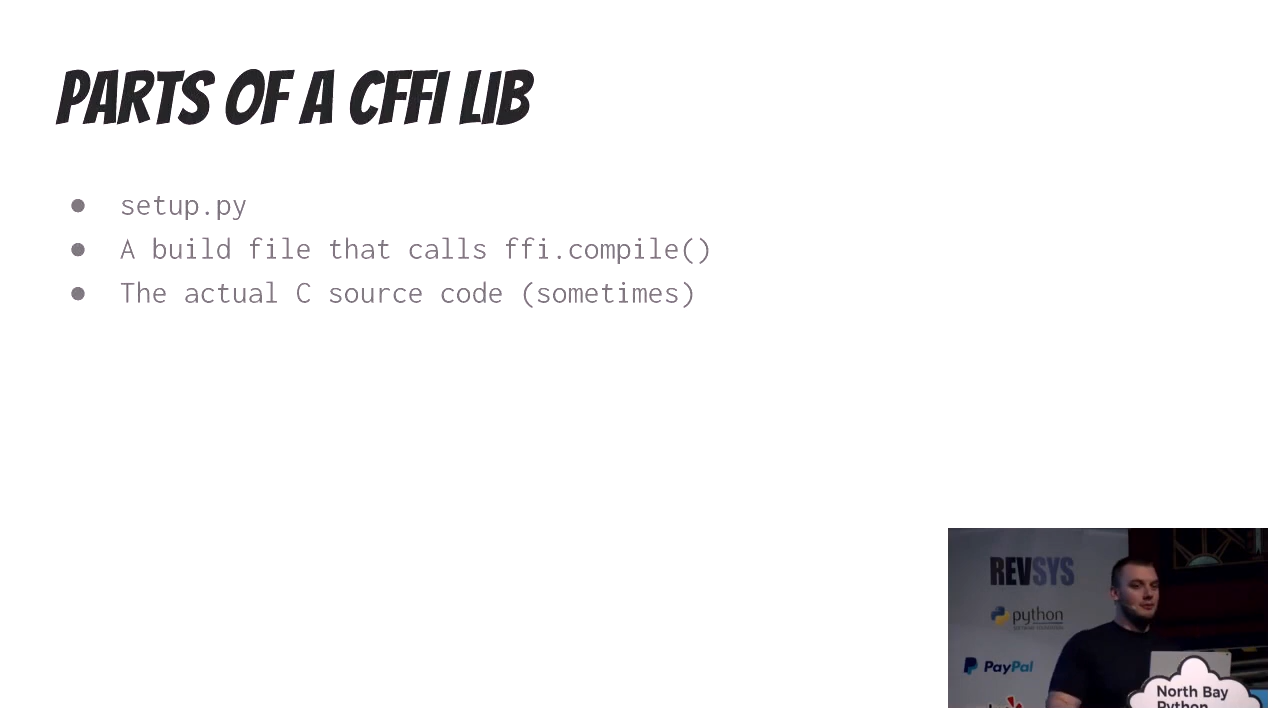 PARTS OF A CFFI LIB
● setup.py
● A build file that calls ffi.compile()
● The actual C source code (sometimes)
REVSYS
python
PayPal
North Bay
Python